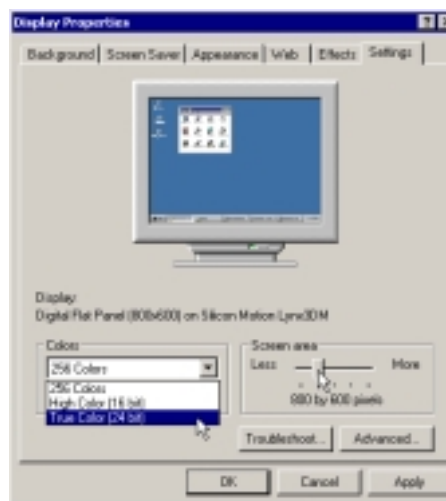 Display Properties
Background Screen Saver Appearance Web Effects Settings
Display:
Digital Flat Panel (800x600) on Silicon Motion Lynx3DM
Colors
256 Colors
256 Colors
High Color (16 bit)
True Color (24 bit)
Screen area
Less More
800 by 600 pixels
Troubleshoot... Advanced...
OK Cancel Apply